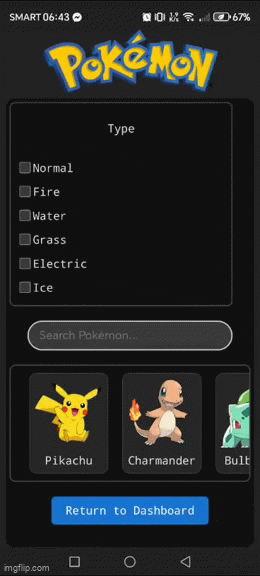 SMART 06:43 67%
POKéMON
Type
Normal
Fire
Water
Grass
Electric
Ice
Search Pokémon...
Pikachu Charmander Bulb
Return to Dashboard
imgflip.com